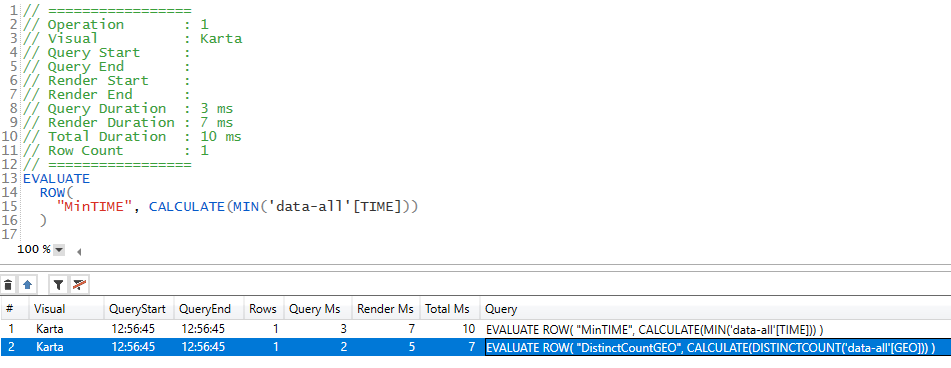 1 // =================
2 // Operation : 1
3 // Visual : Karta
4 // Query Start :
5 // Query End :
6 // Render Start :
7 // Render End :
8 // Query Duration : 3 ms
9 // Render Duration : 7 ms
10 // Total Duration : 10 ms
11 // Row Count : 1
12 // =================
13 EVALUATE
14 ROW(
15 "MinTIME", CALCULATE(MIN('data-all'[TIME]))
16 )
17
100 %
# Visual QueryStart QueryEnd Rows Query Ms Render Ms Total Ms Query
1 Karta 12:56:45 12:56:45 1 3 7 10 EVALUATE ROW( "MinTIME", CALCULATE(MIN('data-all'[TIME])) )
2 Karta 12:56:45 12:56:45 1 2 5 7 EVALUATE ROW( "DistinctCountGEO", CALCULATE(DISTINCTCOUNT('data-all'[GEO])) )